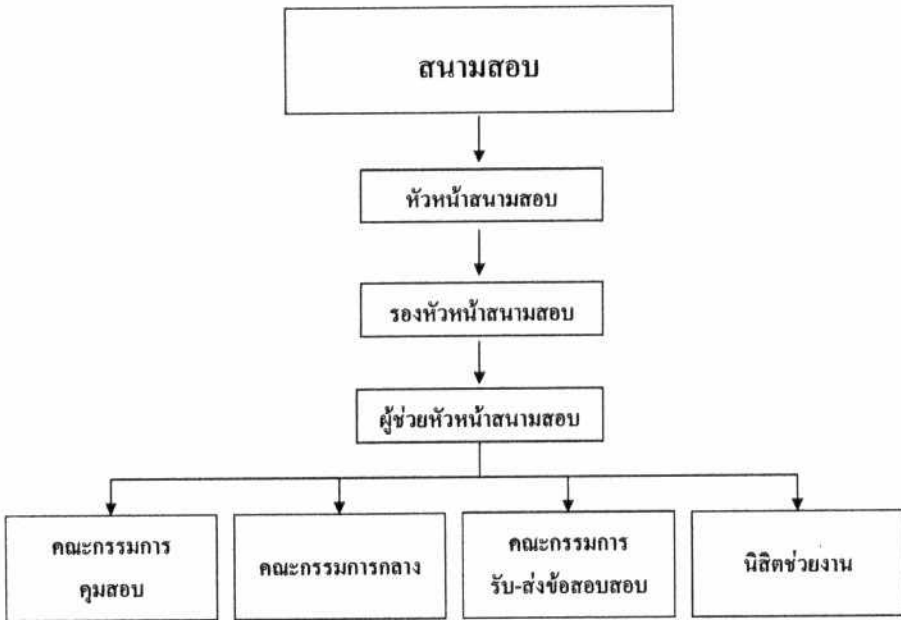 สนามสอบ
หัวหน้าสนามสอบ
รองหัวหน้าสนามสอบ
ผู้ช่วยหัวหน้าสนามสอบ
คณะกรรมการ
คุมสอบ
คณะกรรมการกลาง
คณะกรรมการ
รับ-ส่งข้อสอบสอบ
นิสิตช่วยงาน